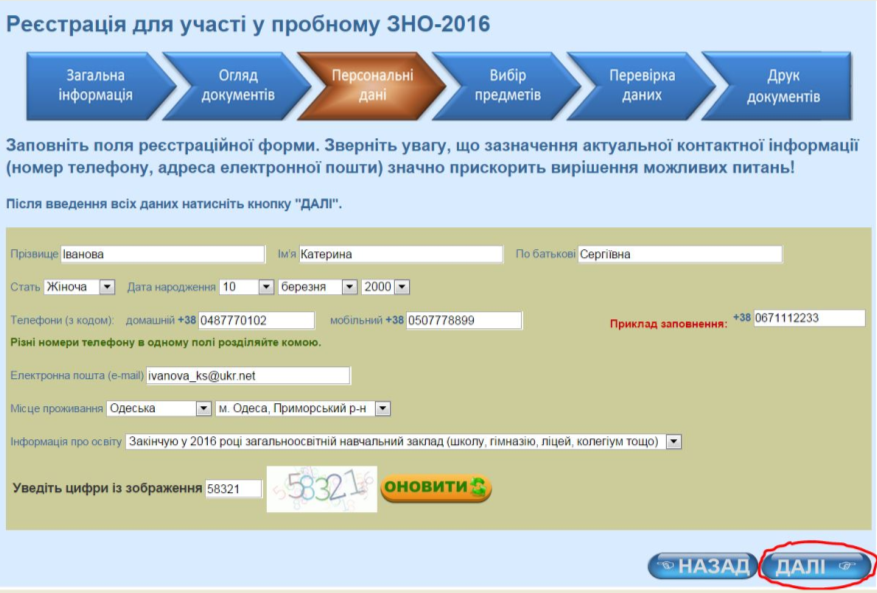 Реєстрація для участі у пробному ЗНО-2016
Загальна інформація
Огляд документів
Персональні дані
Вибір предметів
Перевірка даних
Друк документів
Заповніть поля реєстраційної форми. Зверніть увагу, що зазначення актуальної контактної інформації
(номер телефону, адреса електронної пошти) значно прискорить вирішення можливих питань!
Після введення всіх даних натисніть кнопку "ДАЛІ".
Прізвище Іванова Ім'я Катерина По батькові Сергіївна
Стать Жіноча Дата народження 10 березня 2000
Телефони (з кодом): домашній +38 0487770102 мобільний +38 0507778899 Приклад заповнення: +38 0671112233
Різні номери телефону в одному полі розділяйте комою.
Електронна пошта (e-mail) ivanova_ks@ukr.net
Місце проживання Одеська м. Одеса, Приморський р-н
Інформація про освіту Закінчую у 2016 році загальноосвітній навчальний заклад (школу, гімназію, ліцей, колегіум тощо)
Уведіть цифри із зображення 58321 58321 ОНОВИТИ
НАЗАД ДАЛІ